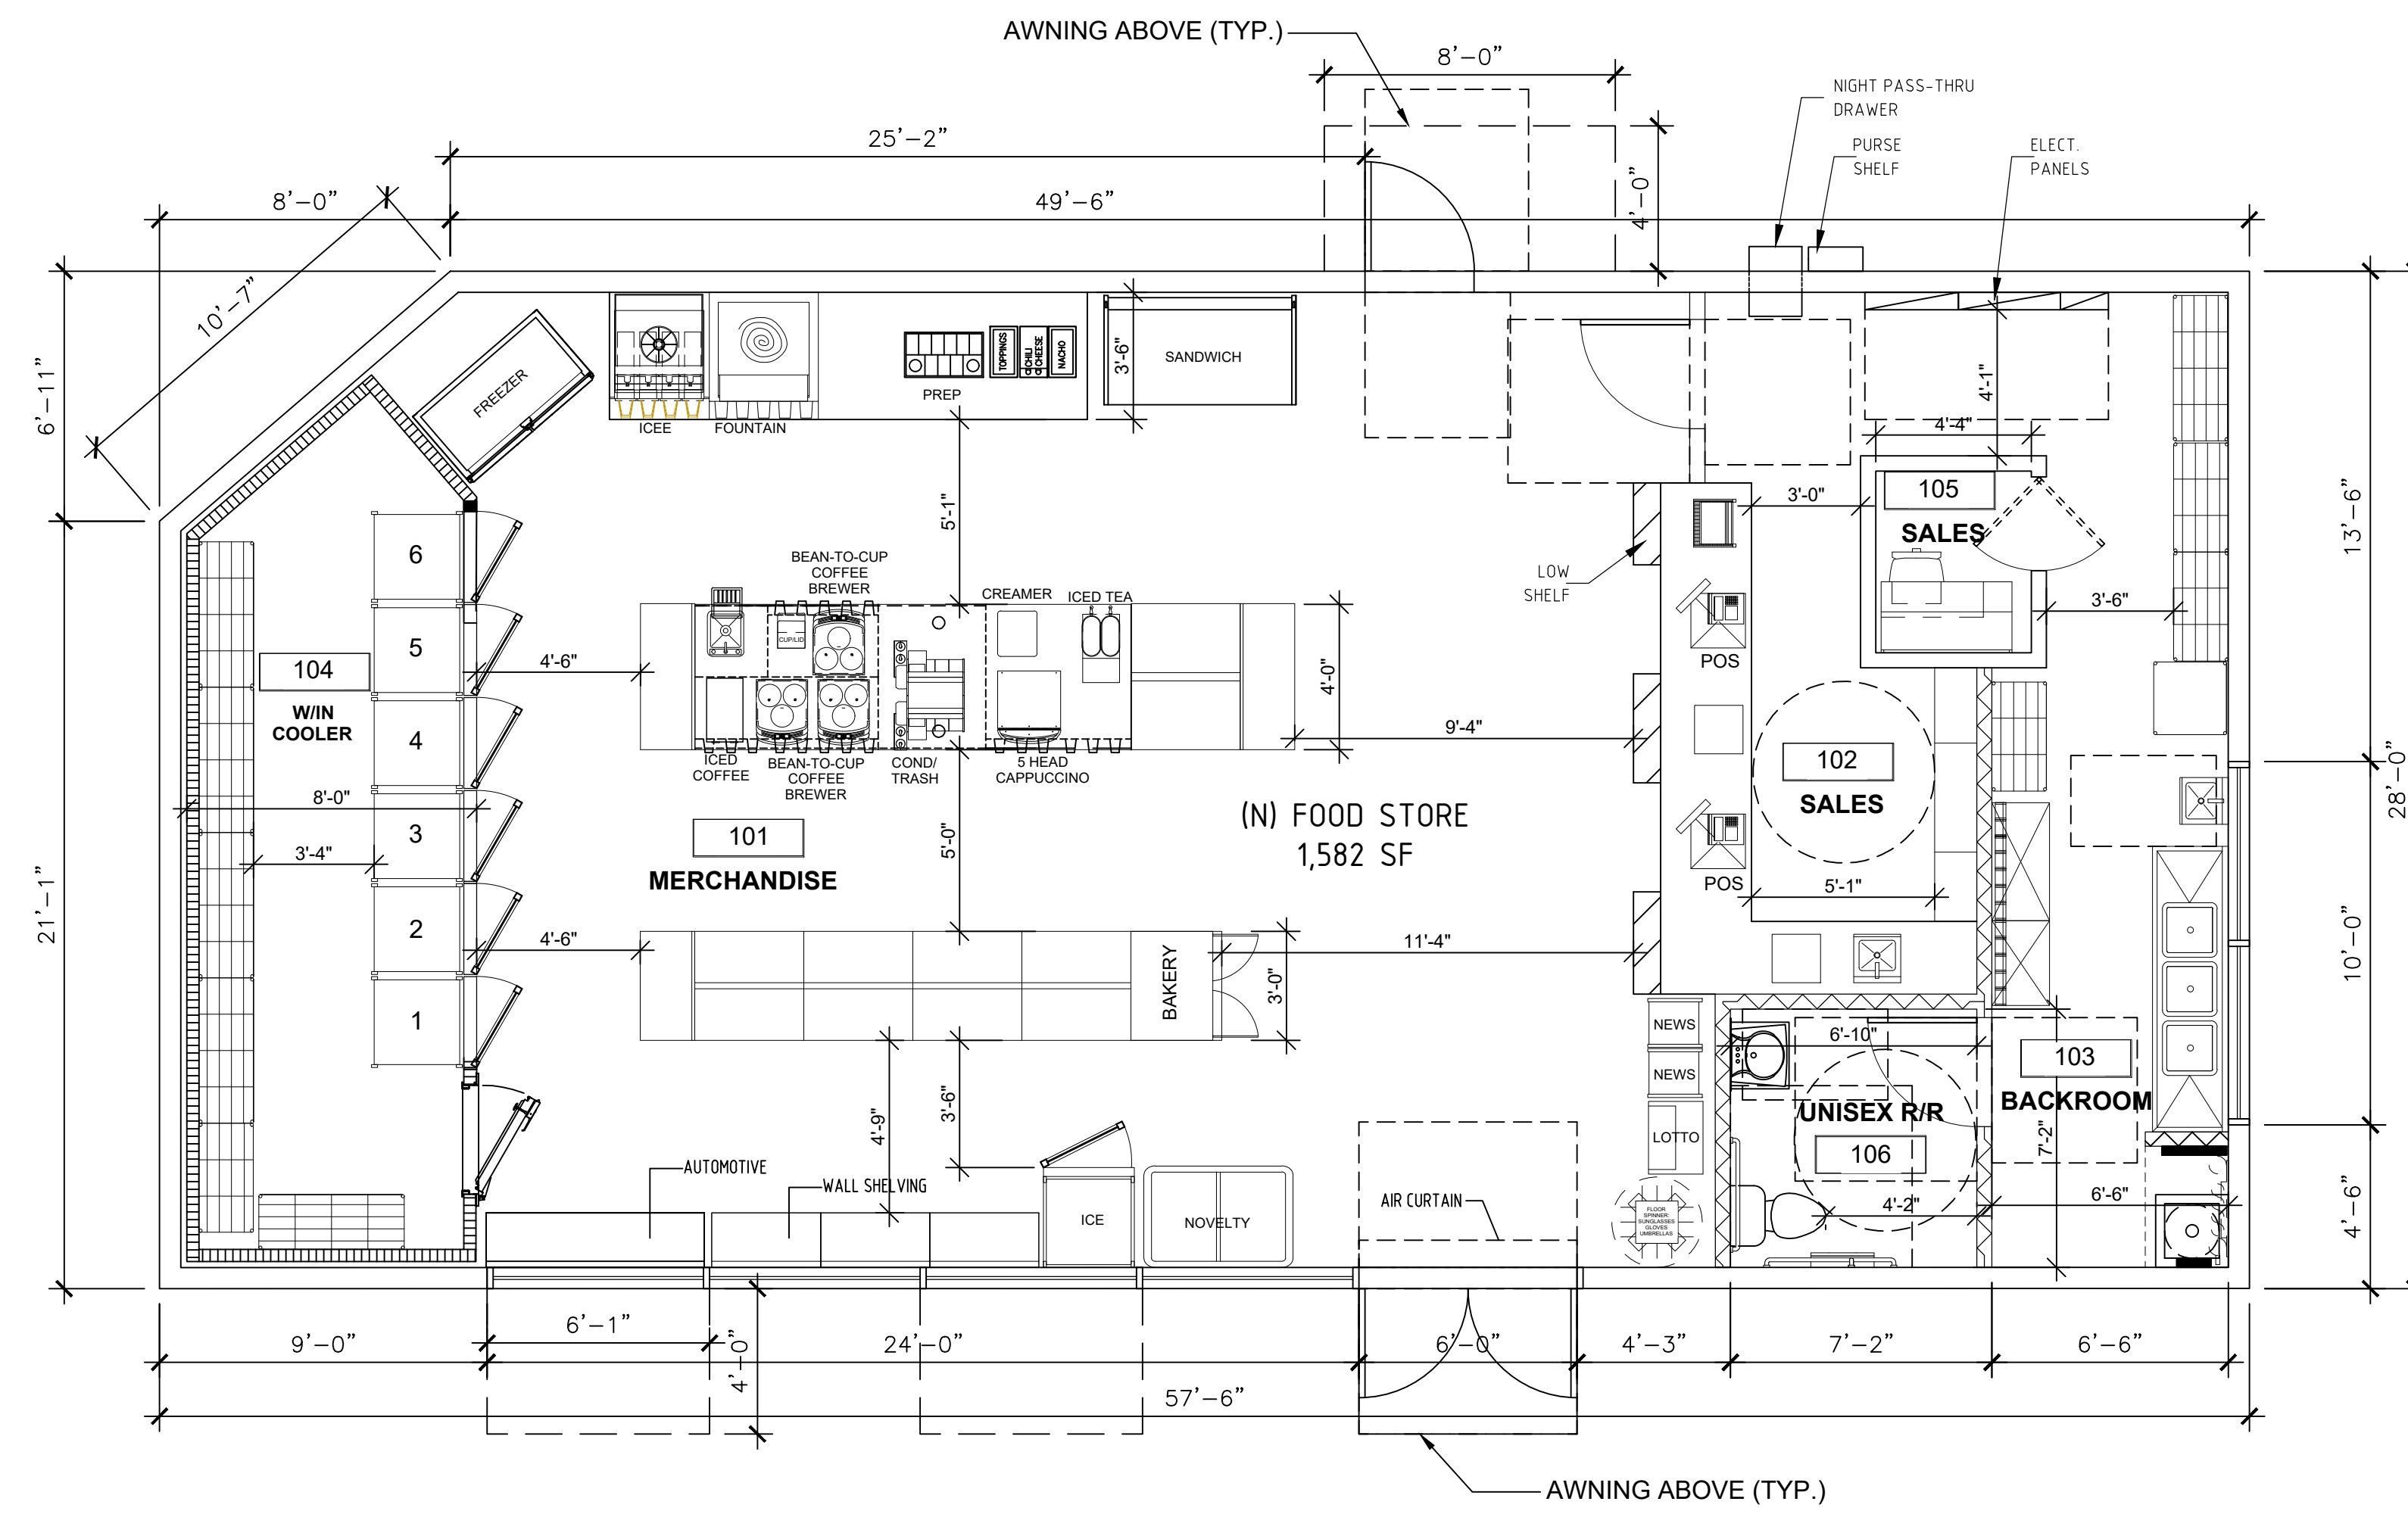 AWNING ABOVE (TYP.)
8'-0"
NIGHT PASS-THRU
DRAWER
PURSE
SHELF
ELECT.
PANELS
25'-2"
8'-0"
49'-6"
4'-0"
10'-7"
6'-11"
FREEZER
ICEE
FOUNTAIN
PREP
TOPPINGS
CHILI
CHEESE
NACHO
3'-6"
SANDWICH
4'-1"
4'-4"
3'-0"
105
SALES
13'-6"
5'-1"
LOW
SHELF
3'-6"
BEAN-TO-CUP
COFFEE
BREWER
CREAMER
ICED TEA
CUP/LID
6
5
4
3
2
1
104
W/IN
COOLER
4'-6"
4'-0"
9'-4"
POS
ICED
COFFEE
BEAN-TO-CUP
COFFEE
BREWER
COND/
TRASH
5 HEAD
CAPPUCCINO
102
SALES
28'-0"
8'-0"
3'-4"
101
MERCHANDISE
5'-0"
(N) FOOD STORE
1,582 SF
POS
5'-1"
21'-1"
4'-6"
11'-4"
BAKERY
3'-0"
10'-0"
NEWS
NEWS
LOTTO
6'-10"
103
BACKROOM
UNISEX R/R
106
7'-2"
4'-9"
3'-6"
AUTOMOTIVE
WALL SHELVING
ICE
NOVELTY
AIR CURTAIN
FLOOR
SPINNER:
SUNGLASSES
GLOVES
UMBRELLAS
4'-2"
6'-6"
4'-6"
9'-0"
6'-1"
4'-0"
24'-0"
6'-0"
4'-3"
7'-2"
6'-6"
57'-6"
AWNING ABOVE (TYP.)